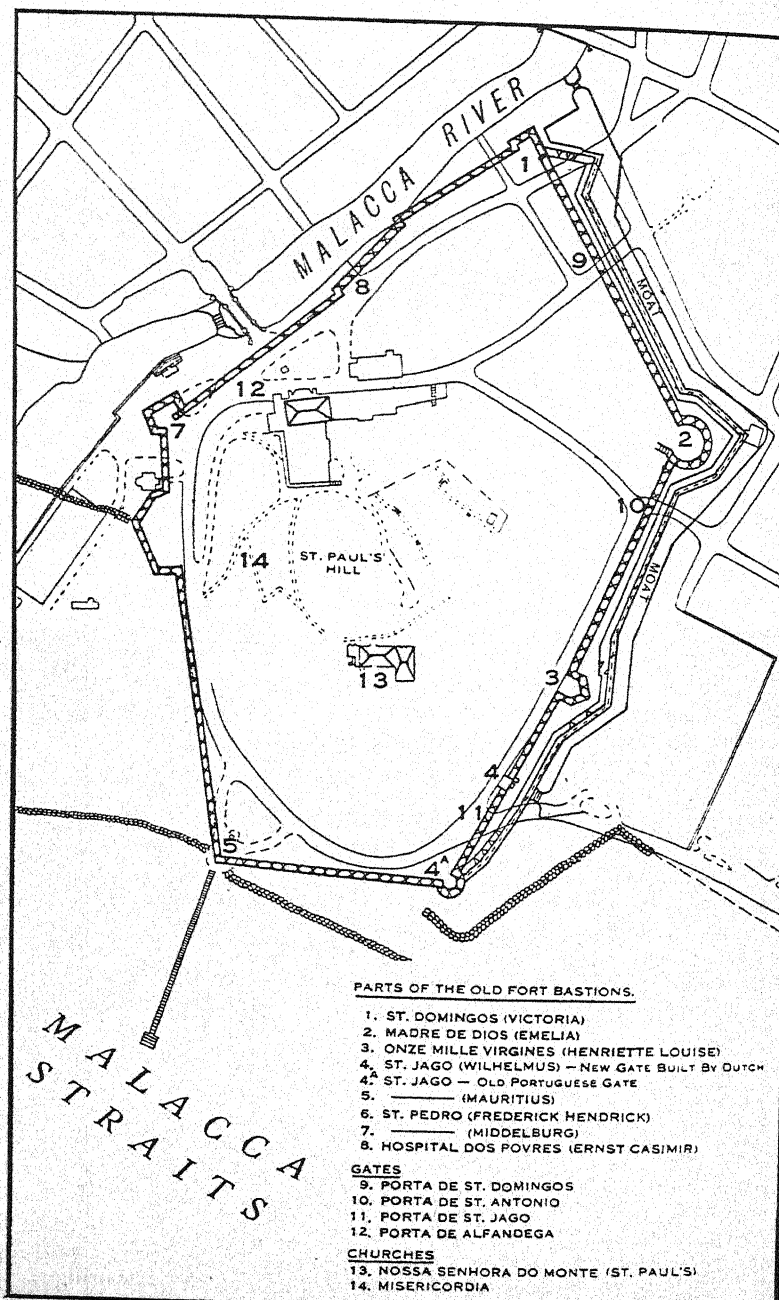 MALACCA RIVER
1
9
8
MOAT
12
7
2
10
14
ST. PAUL'S
HILL
MOAT
13
3
4
11
5
4A
MALACCA
STRAITS
PARTS OF THE OLD FORT BASTIONS.
1. ST. DOMINGOS (VICTORIA)
2. MADRE DE DIOS (EMELIA)
3. ONZE MILLE VIRGINES (HENRIETTE LOUISE)
4. ST. JAGO (WILHELMUS) – NEW GATE BUILT BY DUTCH
4A. ST. JAGO – OLD PORTUGUESE GATE
5. ——— (MAURITIUS)
6. ST. PEDRO (FREDERICK HENDRICK)
7. ——— (MIDDELBURG)
8. HOSPITAL DOS POVRES (ERNST CASIMIR)
GATES
9. PORTA DE ST. DOMINGOS
10. PORTA DE ST. ANTONIO
11. PORTA DE ST. JAGO
12. PORTA DE ALFANDEGA
CHURCHES
13. NOSSA SENHORA DO MONTE (ST. PAUL'S)
14. MISERICORDIA